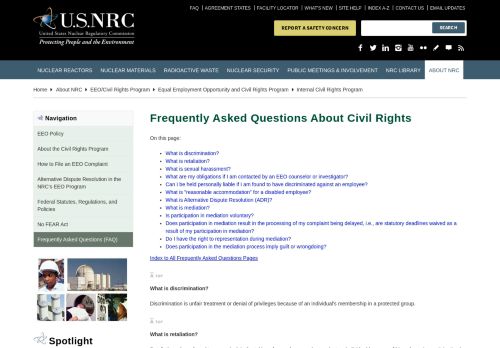 FAQ | AGREEMENT STATES | FACILITY LOCATOR | WHAT'S NEW | SITE HELP | INDEX A-Z | CONTACT US | EMAIL UPDATES
U.S.NRC
United States Nuclear Regulatory Commission
Protecting People and the Environment
REPORT A SAFETY CONCERN
SEARCH
NUCLEAR REACTORS NUCLEAR MATERIALS RADIOACTIVE WASTE NUCLEAR SECURITY PUBLIC MEETINGS & INVOLVEMENT NRC LIBRARY ABOUT NRC
Home About NRC EEO/Civil Rights Program Equal Employment Opportunity and Civil Rights Program Internal Civil Rights Program
Navigation
EEO Policy
About the Civil Rights Program
How to File an EEO Complaint
Alternative Dispute Resolution in the
NRC's EEO Program
Federal Statutes, Regulations, and
Policies
No FEAR Act
Frequently Asked Questions (FAQ)
Spotlight
Frequently Asked Questions About Civil Rights
On this page:
What is discrimination?
What is retaliation?
What is sexual harassment?
What are my obligations if I am contacted by an EEO counselor or investigator?
Can I be held personally liable if I am found to have discriminated against an employee?
What is "reasonable accommodation" for a disabled employee?
What is Alternative Dispute Resolution (ADR)?
What is mediation?
Is participation in mediation voluntary?
Does participation in mediation result in the processing of my complaint being delayed, i.e., are statutory deadlines waived as a
result of my participation in mediation?
Do I have the right to representation during mediation?
Does participation in the mediation process imply guilt or wrongdoing?
Index to All Frequently Asked Questions Pages
TOP
What is discrimination?
Discrimination is unfair treatment or denial of privileges because of an individual's membership in a protected group.
TOP
What is retaliation?